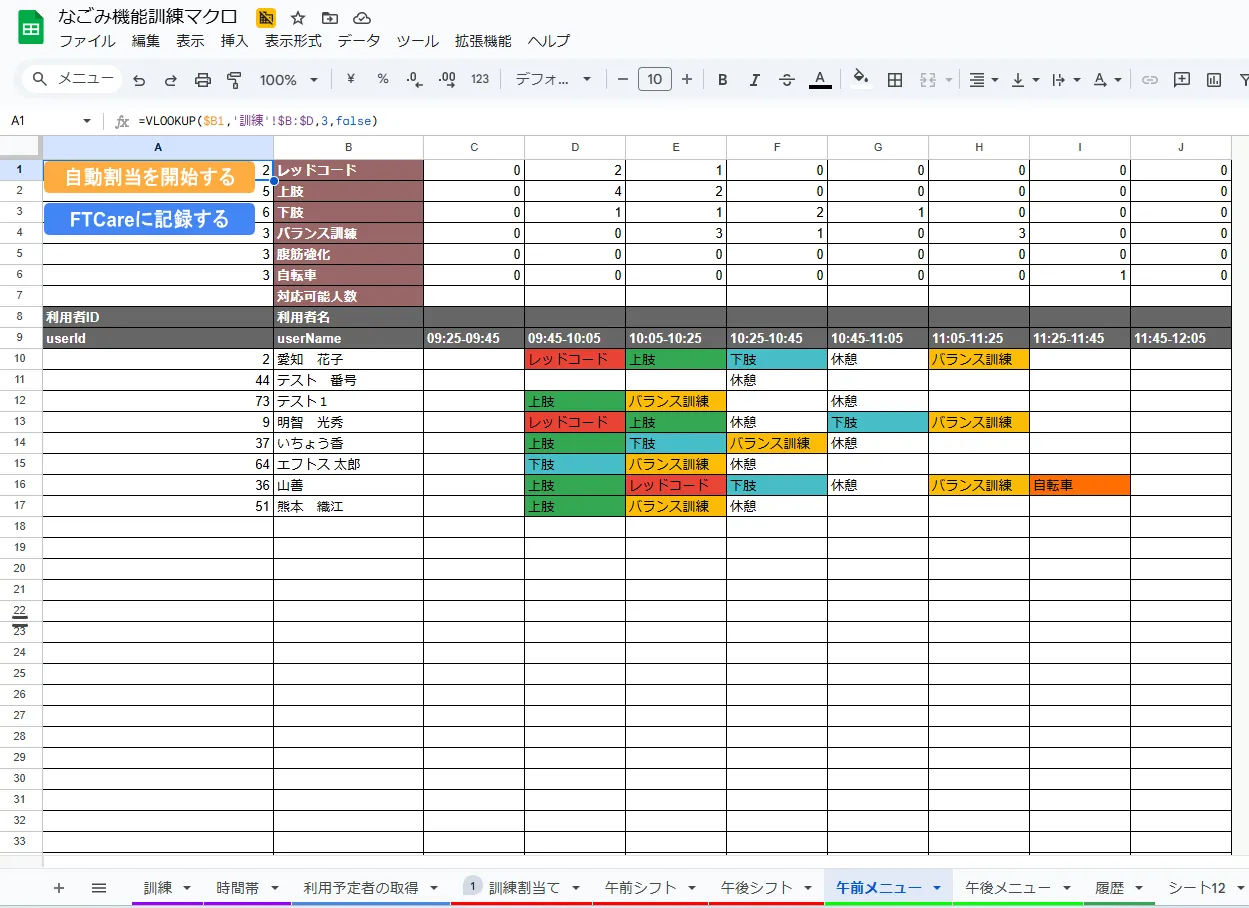 なごみ機能訓練マクロ
ファイル 編集 表示 挿入 表示形式 データ ツール 拡張機能 ヘルプ
メニュー 100% ¥ % .0 .00 123 デフォ... 10 B I A
A1 fx =VLOOKUP($B1,'訓練'!$B:$D,3,false)
A B C D E F G H I J
1 自動割当を開始する 2 レッドコード 0 2 1 0 0 0 0 0
2 5 上肢 0 4 2 0 0 0 0 0
3 FTCareに記録する 6 下肢 0 1 1 2 1 0 0 0
4 3 バランス訓練 0 0 3 1 0 3 0 0
5 3 腹筋強化 0 0 0 0 0 0 0 0
6 3 自転車 0 0 0 0 0 0 1 0
7 対応可能人数
8 利用者ID 利用者名
9 userId userName 09:25-09:45 09:45-10:05 10:05-10:25 10:25-10:45 10:45-11:05 11:05-11:25 11:25-11:45 11:45-12:05
10 2 愛知　花子 レッドコード 上肢 下肢 休憩 バランス訓練
11 44 テスト　番号 休憩
12 73 テスト１ 上肢 バランス訓練 休憩
13 9 明智　光秀 レッドコード 上肢 休憩 下肢 バランス訓練
14 37 いちょう香 上肢 下肢 バランス訓練 休憩
15 64 エフトス 太郎 下肢 バランス訓練 休憩
16 36 山善 上肢 レッドコード 下肢 休憩 バランス訓練 自転車
17 51 熊本　織江 上肢 バランス訓練 休憩
18
19
20
21
22
23
24
25
26
27
28
29
30
31
32
33
訓練 時間帯 利用予定者の取得 1 訓練割当て 午前シフト 午後シフト 午前メニュー 午後メニュー 履歴 シート12